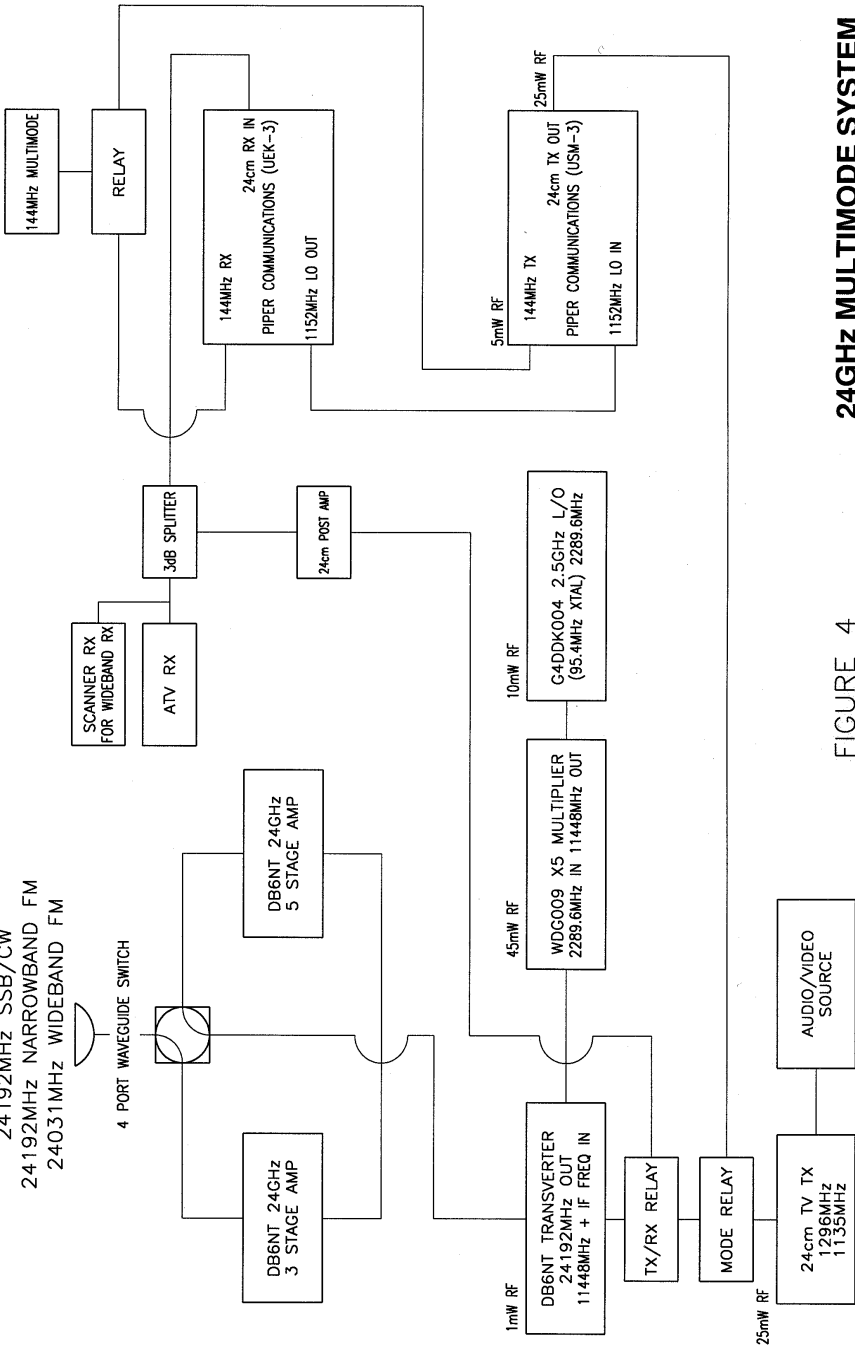 24192MHz SSB/CW
24192MHz NARROWBAND FM
24031MHz WIDEBAND FM
4 PORT WAVEGUIDE SWITCH
DB6NT 24GHz
3 STAGE AMP
DB6NT 24GHz
5 STAGE AMP
SCANNER RX
FOR WIDEBAND RX
ATV RX
3dB SPLITTER
24cm POST AMP
144MHz MULTIMODE
RELAY
144MHz RX
24cm RX IN
PIPER COMMUNICATIONS (UEK-3)
1152MHz LO OUT
5mW RF
25mW RF
144MHz TX
24cm TX OUT
PIPER COMMUNICATIONS (USM-3)
1152MHz LO IN
1mW RF
DB6NT TRANSVERTER
24192MHz OUT
11448MHz + IF FREQ IN
45mW RF
WDG009 X5 MULTIPLIER
2289.6MHz IN 11448MHz OUT
10mW RF
G4DDK004 2.5GHz L/O
(95.4MHz XTAL) 2289.6MHz
TX/RX RELAY
MODE RELAY
25mW RF
24cm TV TX
1296MHz
1135MHz
AUDIO/VIDEO
SOURCE
FIGURE 4
24GHz MULTIMODE SYSTEM